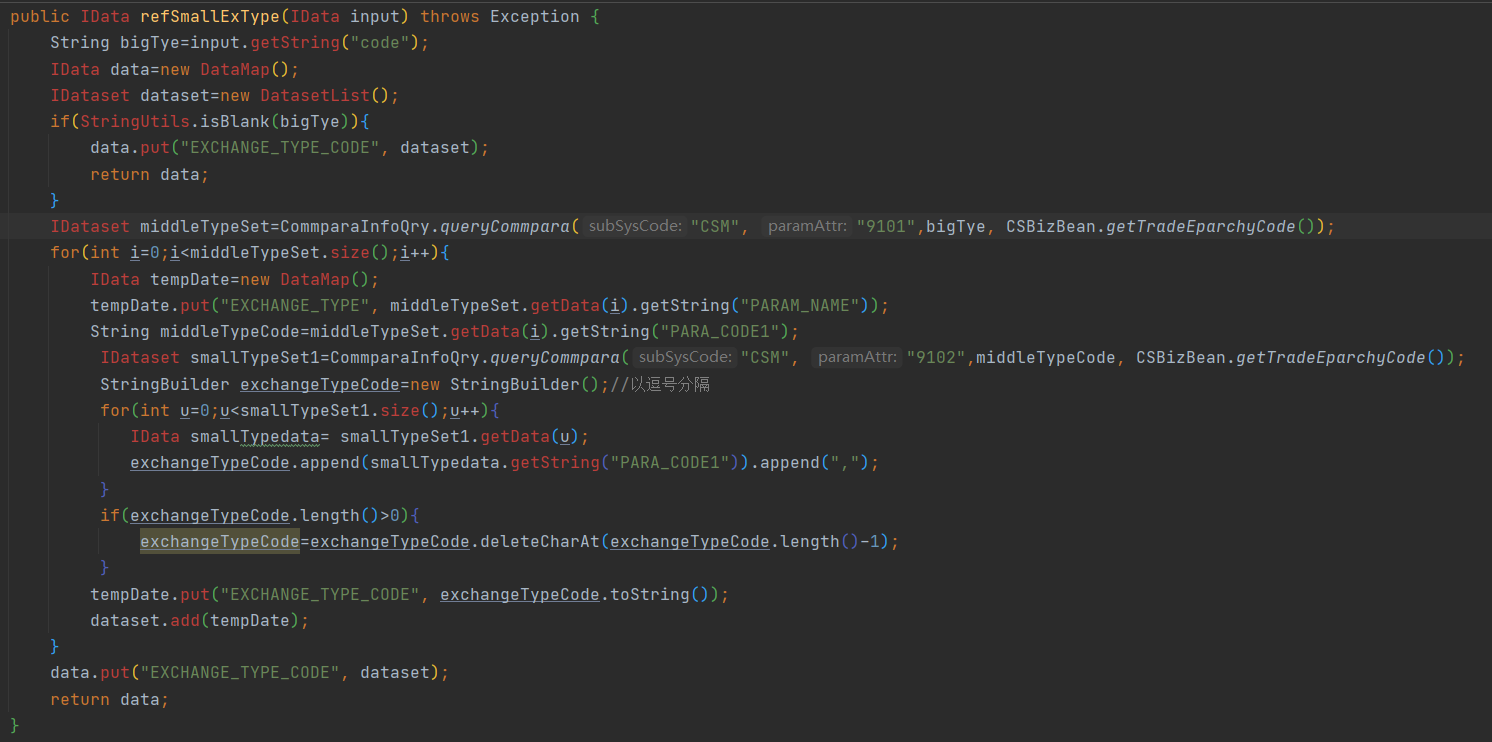 public IData refSmallExType(IData input) throws Exception {
String bigTye=input.getString("code");
IData data=new DataMap();
IDataset dataset=new DatasetList();
if(StringUtils.isBlank(bigTye)){
data.put("EXCHANGE_TYPE_CODE", dataset);
return data;
}
IDataset middleTypeSet=CommparaInfoQry.queryCommpara( subSysCode: "CSM", paramAttr: "9101",bigTye, CSBizBean.getTradeEparchyCode());
for(int i=0;i<middleTypeSet.size();i++){
IData tempDate=new DataMap();
tempDate.put("EXCHANGE_TYPE", middleTypeSet.getData(i).getString("PARAM_NAME"));
String middleTypeCode=middleTypeSet.getData(i).getString("PARA_CODE1");
IDataset smallTypeSet1=CommparaInfoQry.queryCommpara( subSysCode: "CSM", paramAttr: "9102",middleTypeCode, CSBizBean.getTradeEparchyCode());
StringBuilder exchangeTypeCode=new StringBuilder();//以逗号分隔
for(int u=0;u<smallTypeSet1.size();u++){
IData smallTypedata= smallTypeSet1.getData(u);
exchangeTypeCode.append(smallTypedata.getString("PARA_CODE1")).append(",");
}
if(exchangeTypeCode.length()>0){
exchangeTypeCode=exchangeTypeCode.deleteCharAt(exchangeTypeCode.length()-1);
}
tempDate.put("EXCHANGE_TYPE_CODE", exchangeTypeCode.toString());
dataset.add(tempDate);
}
data.put("EXCHANGE_TYPE_CODE", dataset);
return data;
}